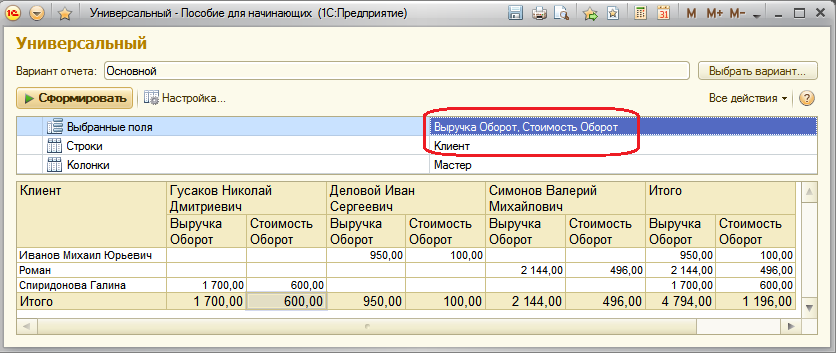 Универсальный - Пособие для начинающих (1С:Предприятие)
M M+ M-
Универсальный
Вариант отчета: Основной Выбрать вариант...
Сформировать Настройка... Все действия
Выбранные поля Выручка Оборот, Стоимость Оборот
Строки Клиент
Колонки Мастер
Клиент Гусаков Николай Дмитриевич Деловой Иван Сергеевич Симонов Валерий Михайлович Итого
Выручка Оборот Стоимость Оборот Выручка Оборот Стоимость Оборот Выручка Оборот Стоимость Оборот Выручка Оборот Стоимость Оборот
Иванов Михаил Юрьевич 950,00 100,00 950,00 100,00
Роман 2 144,00 496,00 2 144,00 496,00
Спиридонова Галина 1 700,00 600,00 1 700,00 600,00
Итого 1 700,00 600,00 950,00 100,00 2 144,00 496,00 4 794,00 1 196,00